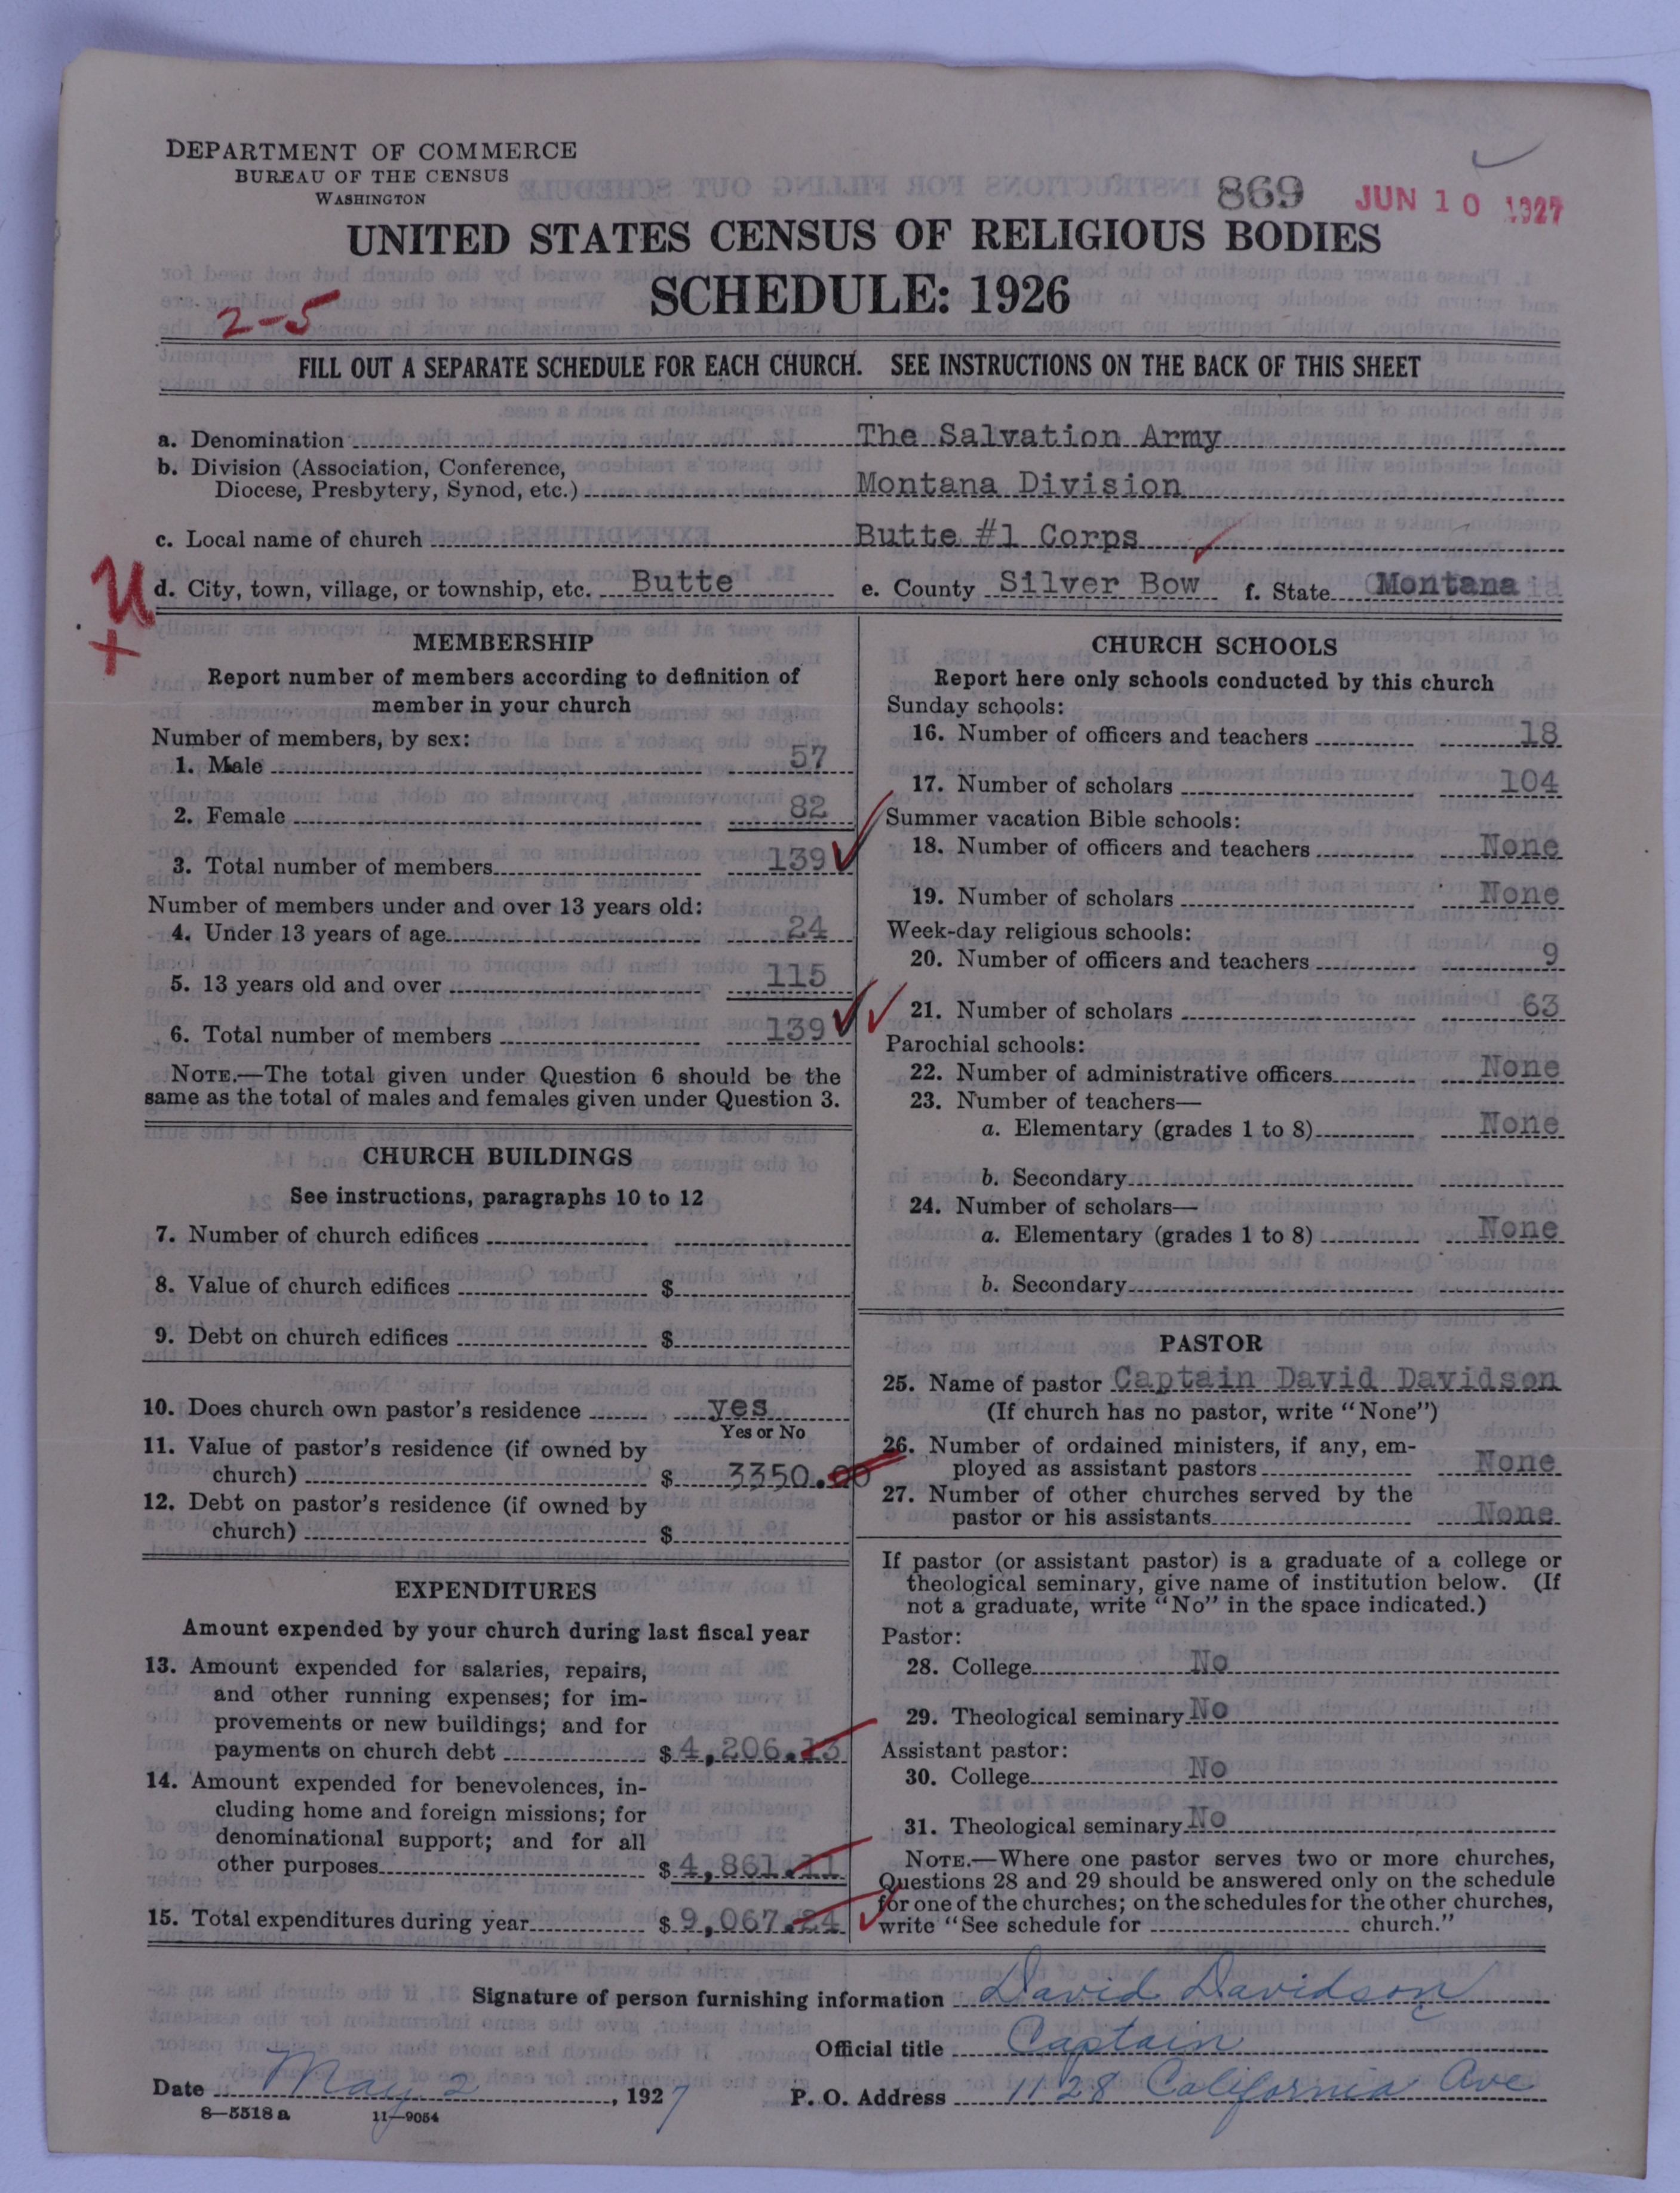 DEPARTMENT OF COMMERCE
BUREAU OF THE CENSUS
WASHINGTON
869 JUN 10 1927
UNITED STATES CENSUS OF RELIGIOUS BODIES
SCHEDULE: 1926
2-5
FILL OUT A SEPARATE SCHEDULE FOR EACH CHURCH. SEE INSTRUCTIONS ON THE BACK OF THIS SHEET
a. Denomination The Salvation Army
b. Division (Association, Conference,
Diocese, Presbytery, Synod, etc.) Montana Division
c. Local name of church Butte #1 Corps
U
d. City, town, village, or township, etc. Butte e. County Silver Bow f. State Montana
+
MEMBERSHIP
Report number of members according to definition of
member in your church
Number of members, by sex:
1. Male 57
2. Female 82
3. Total number of members 139
Number of members under and over 13 years old:
4. Under 13 years of age 24
5. 13 years old and over 115
6. Total number of members 139
NOTE.—The total given under Question 6 should be the
same as the total of males and females given under Question 3.
CHURCH BUILDINGS
See instructions, paragraphs 10 to 12
7. Number of church edifices
8. Value of church edifices $
9. Debt on church edifices $
10. Does church own pastor's residence yes
Yes or No
11. Value of pastor's residence (if owned by
church) $ 3350.00
12. Debt on pastor's residence (if owned by
church) $
EXPENDITURES
Amount expended by your church during last fiscal year
13. Amount expended for salaries, repairs,
and other running expenses; for im-
provements or new buildings; and for
payments on church debt $ 4,206.13
14. Amount expended for benevolences, in-
cluding home and foreign missions; for
denominational support; and for all
other purposes $ 4,861.11
15. Total expenditures during year $ 9,067.24
CHURCH SCHOOLS
Report here only schools conducted by this church
Sunday schools:
16. Number of officers and teachers 18
17. Number of scholars 104
Summer vacation Bible schools:
18. Number of officers and teachers None
19. Number of scholars None
Week-day religious schools:
20. Number of officers and teachers 9
21. Number of scholars 63
Parochial schools:
22. Number of administrative officers None
23. Number of teachers—
a. Elementary (grades 1 to 8) None
b. Secondary
24. Number of scholars—
a. Elementary (grades 1 to 8) None
b. Secondary
PASTOR
25. Name of pastor Captain David Davidson
(If church has no pastor, write "None")
26. Number of ordained ministers, if any, em-
ployed as assistant pastors None
27. Number of other churches served by the
pastor or his assistants None
If pastor (or assistant pastor) is a graduate of a college or
theological seminary, give name of institution below. (If
not a graduate, write "No" in the space indicated.)
Pastor:
28. College No
29. Theological seminary No
Assistant pastor:
30. College No
31. Theological seminary No
NOTE.—Where one pastor serves two or more churches,
Questions 28 and 29 should be answered only on the schedule
for one of the churches; on the schedules for the other churches,
write "See schedule for church."
Signature of person furnishing information David Davidson
Official title Captain
Date May 2, 1927 P. O. Address 1128 California Ave
8-5518 a 11-9054